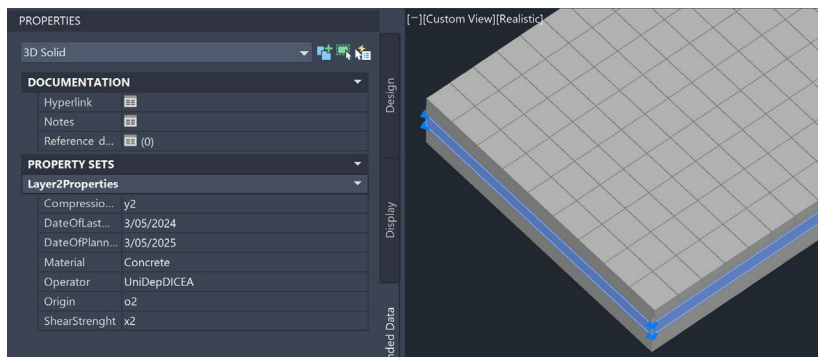 PROPERTIES
3D Solid
DOCUMENTATION
Hyperlink
Notes
Reference d... (0)
PROPERTY SETS
Layer2Properties
Compressio... y2
DateOfLast... 3/05/2024
DateOfPlann... 3/05/2025
Material Concrete
Operator UniDepDICEA
Origin o2
ShearStrenght x2
Design
Display
nded Data
[−][Custom View][Realistic]